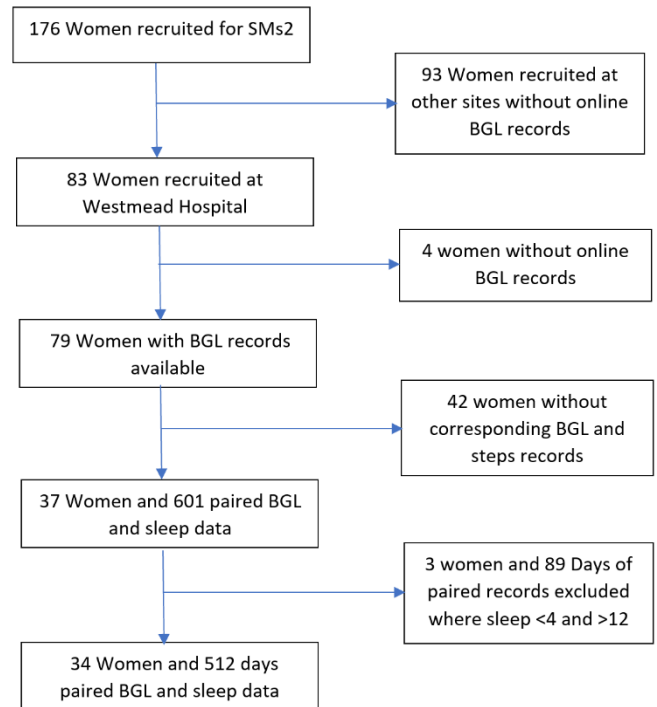 176 Women recruited for SMs2
93 Women recruited at
other sites without online
BGL records
83 Women recruited at
Westmead Hospital
4 women without online
BGL records
79 Women with BGL records
available
42 women without
corresponding BGL and
steps records
37 Women and 601 paired BGL
and sleep data
3 women and 89 Days of
paired records excluded
where sleep <4 and >12
34 Women and 512 days
paired BGL and sleep data